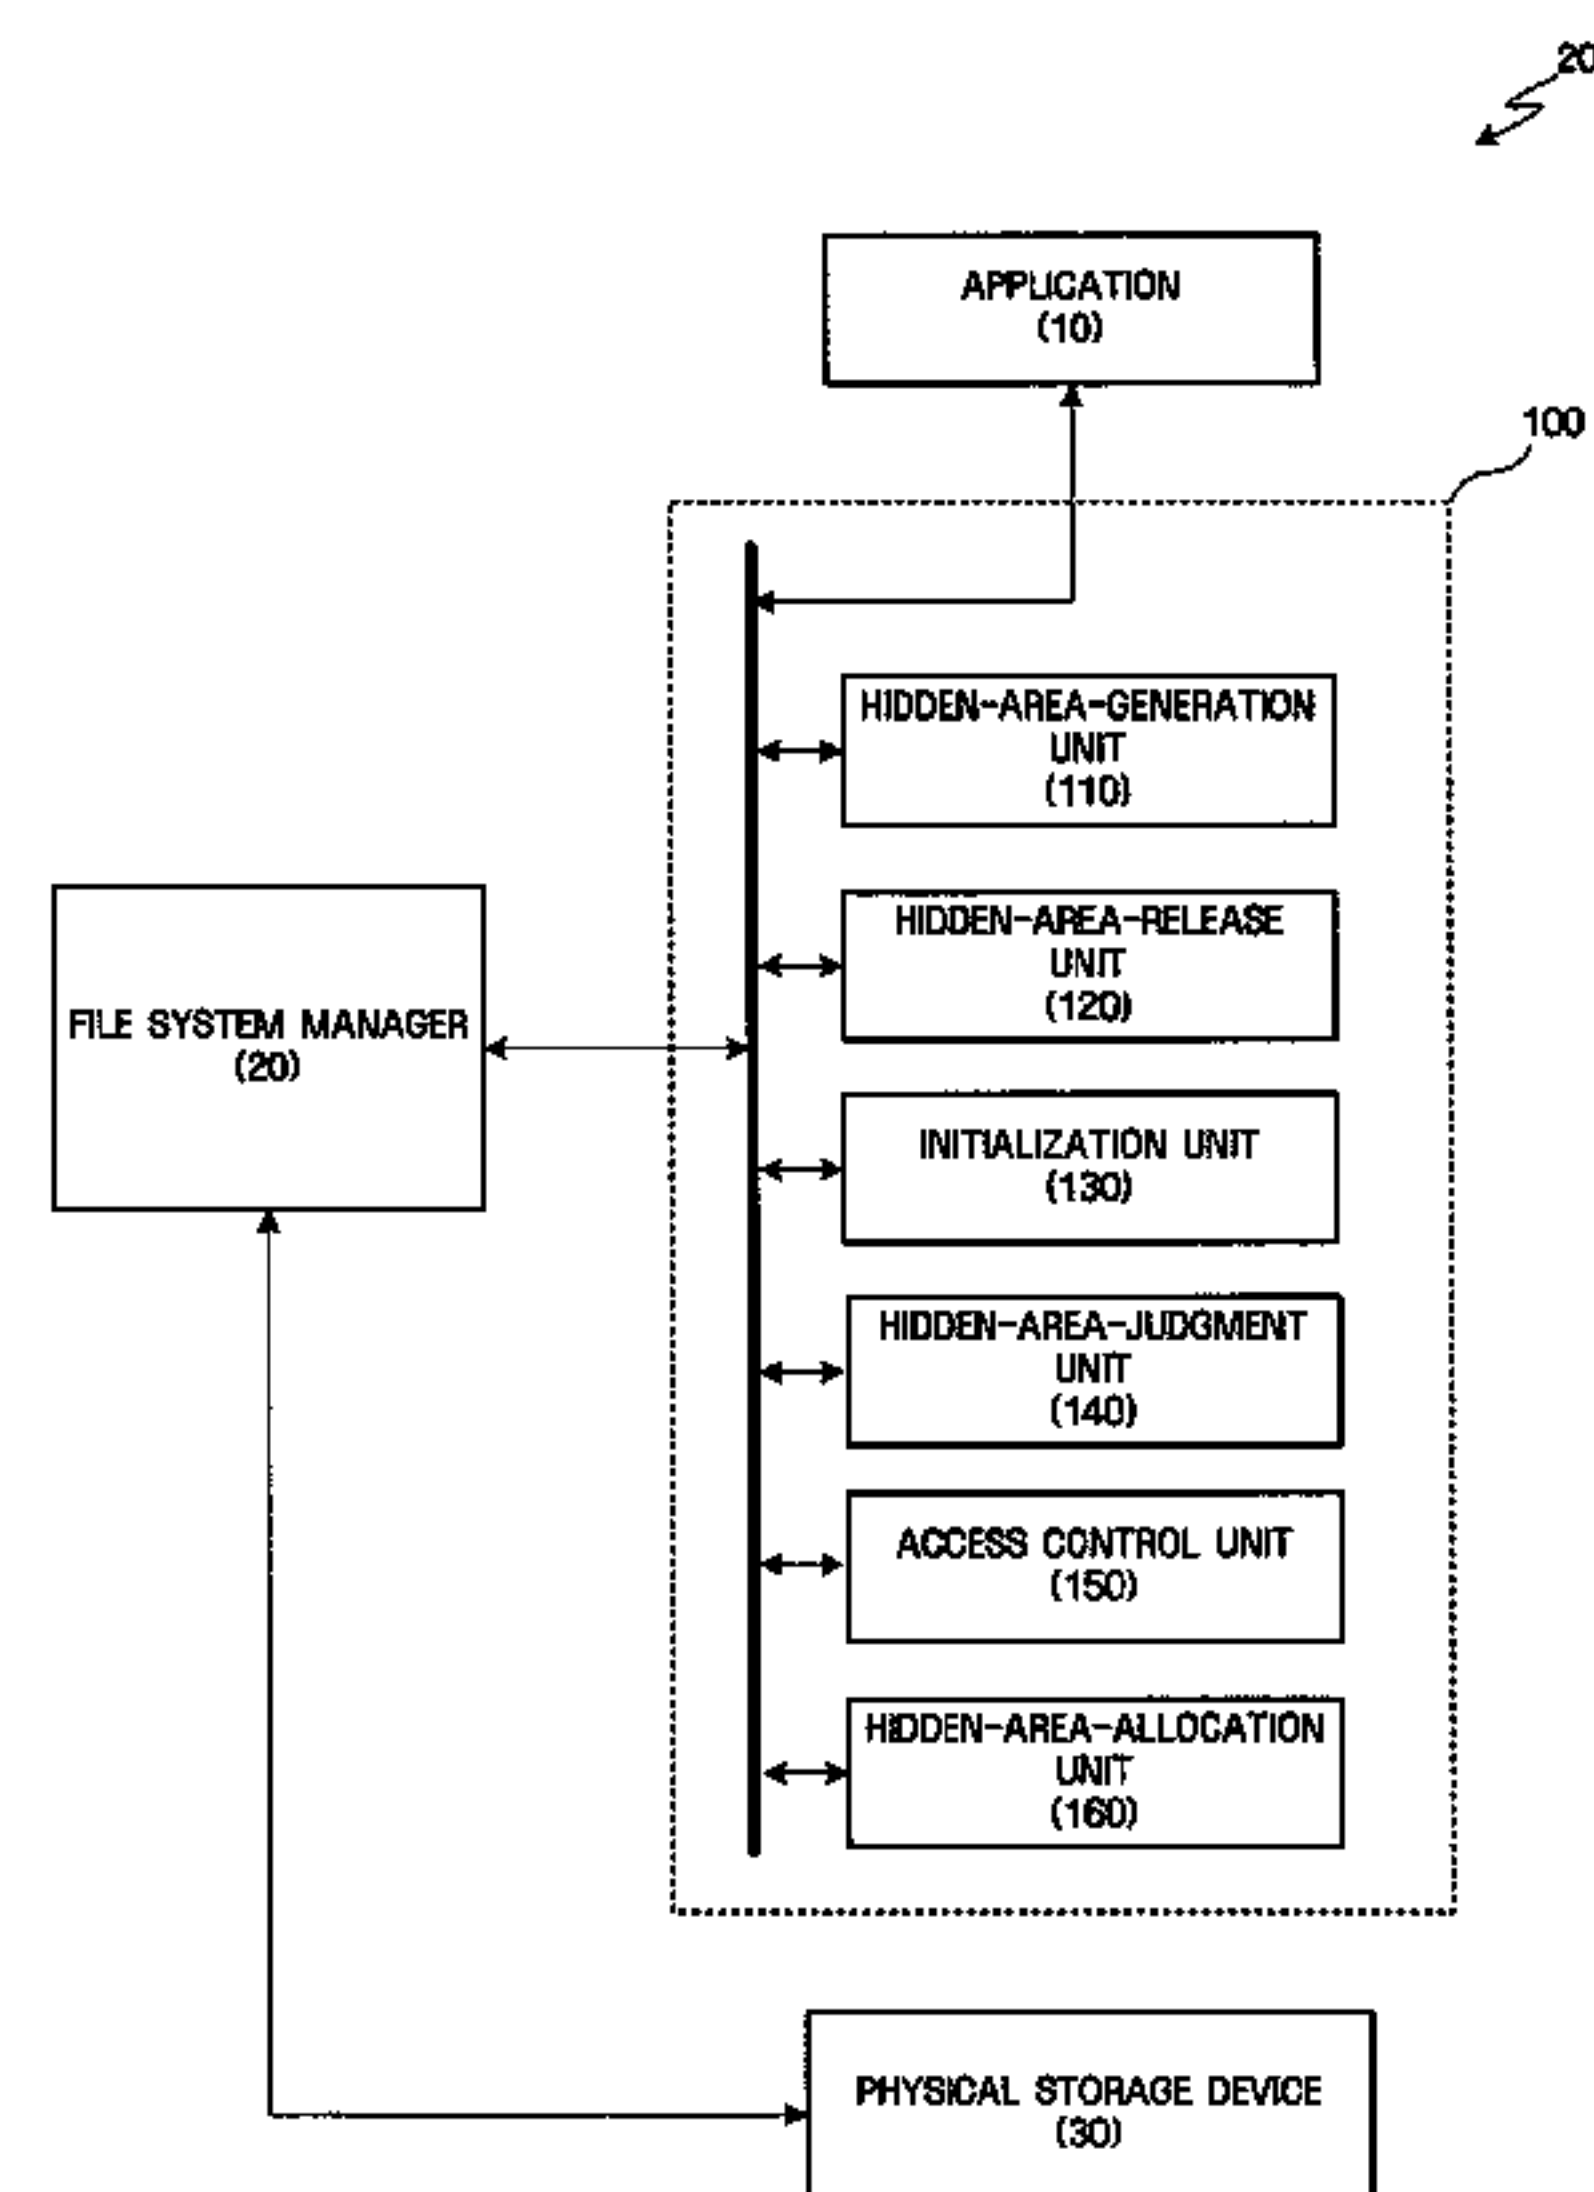 20
APPLICATION
(10)
100
HIDDEN-AREA-GENERATION
UNIT
(110)
HIDDEN-AREA-RELEASE
UNIT
(120)
FILE SYSTEM MANAGER
(20)
INITIALIZATION UNIT
(130)
HIDDEN-AREA-JUDGMENT
UNIT
(140)
ACCESS CONTROL UNIT
(150)
HIDDEN-AREA-ALLOCATION
UNIT
(160)
PHYSICAL STORAGE DEVICE
(30)